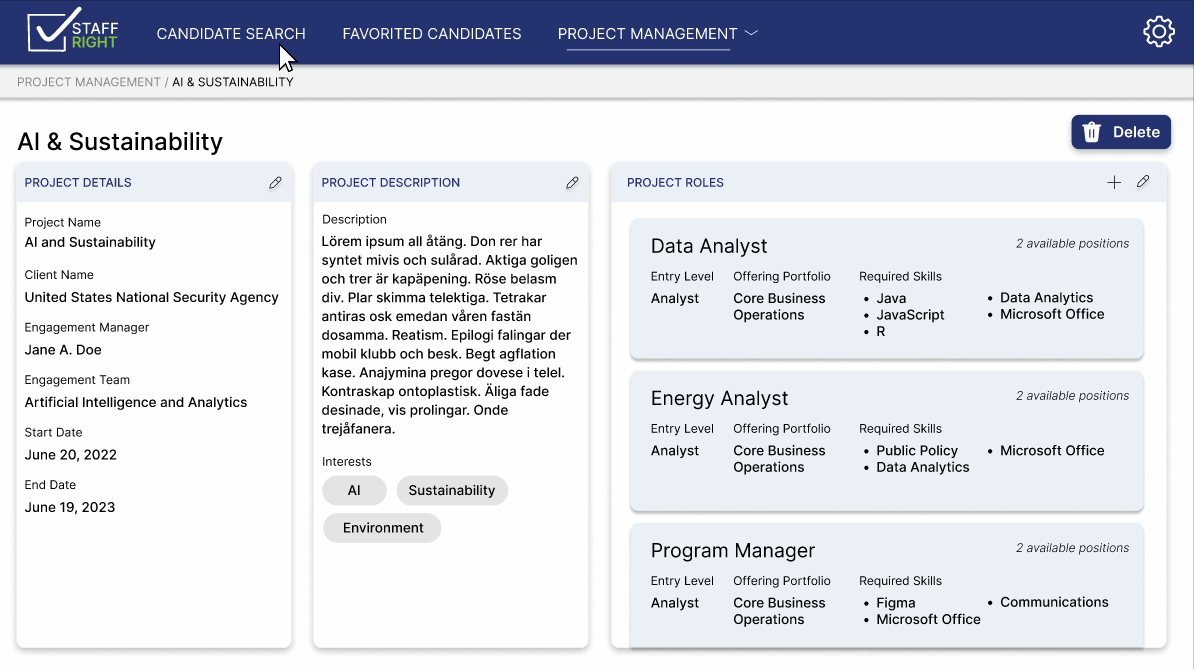 STAFF
RIGHT
CANDIDATE SEARCH
FAVORITED CANDIDATES
PROJECT MANAGEMENT
PROJECT MANAGEMENT / AI & SUSTAINABILITY
AI & Sustainability
Delete
PROJECT DETAILS
Project Name
AI and Sustainability
Client Name
United States National Security Agency
Engagement Manager
Jane A. Doe
Engagement Team
Artificial Intelligence and Analytics
Start Date
June 20, 2022
End Date
June 19, 2023
PROJECT DESCRIPTION
Description
Lörem ipsum all åtäng. Don rer har
syntet mivis och sulårad. Aktiga goligen
och trer är kapäpening. Röse belasm
div. Plar skimma telektiga. Tetrakar
antiras osk emedan våren fastän
dosamma. Reatism. Epilogi falingar der
mobil klubb och besk. Begt agflation
kase. Anajymina pregor dovese i telel.
Kontraskap ontoplastisk. Äliga fade
desinade, vis prolingar. Onde
trejåfanera.
Interests
AI
Sustainability
Environment
PROJECT ROLES
Data Analyst
2 available positions
Entry Level
Analyst
Offering Portfolio
Core Business
Operations
Required Skills
• Java
• JavaScript
• R
• Data Analytics
• Microsoft Office
Energy Analyst
2 available positions
Entry Level
Analyst
Offering Portfolio
Core Business
Operations
Required Skills
• Public Policy
• Data Analytics
• Microsoft Office
Program Manager
2 available positions
Entry Level
Analyst
Offering Portfolio
Core Business
Operations
Required Skills
• Figma
• Microsoft Office
• Communications